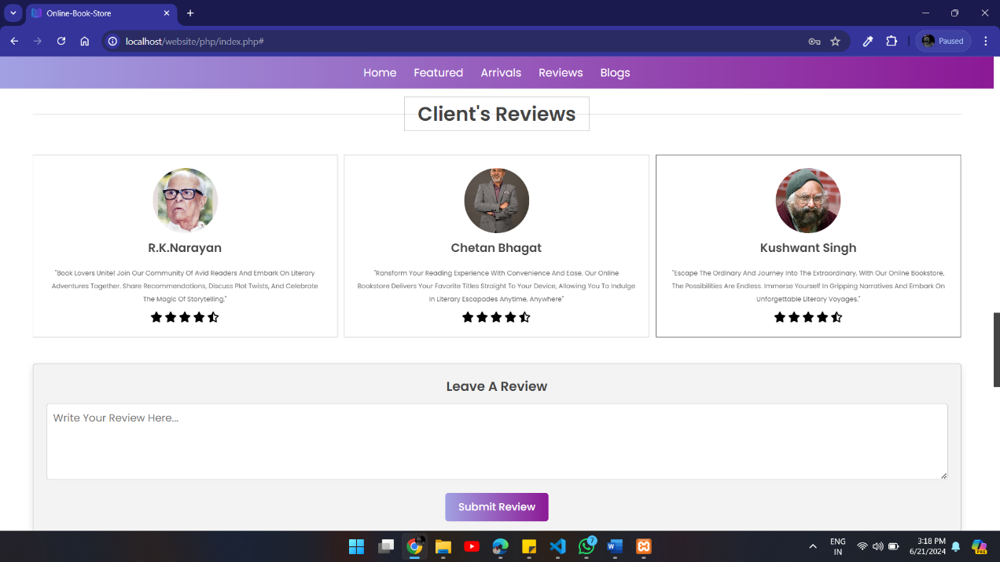 Online-Book-Store
localhost/website/php/index.php#
Paused
Home Featured Arrivals Reviews Blogs
Client's Reviews
R.K.Narayan
"Book Lovers Unite! Join Our Community Of Avid Readers And Embark On Literary
Adventures Together. Share Recommendations, Discuss Plot Twists, And Celebrate
The Magic Of Storytelling."
Chetan Bhagat
"Ransform Your Reading Experience With Convenience And Ease. Our Online
Bookstore Delivers Your Favorite Titles Straight To Your Device, Allowing You To Indulge
In Literary Escapades Anytime, Anywhere"
Kushwant Singh
"Escape The Ordinary And Journey Into The Extraordinary. With Our Online Bookstore,
The Possibilities Are Endless. Immerse Yourself In Gripping Narratives And Embark On
Unforgettable Literary Voyages."
Leave A Review
Write Your Review Here...
Submit Review
7
W
ENG
IN
3:18 PM
6/21/2024
PRE